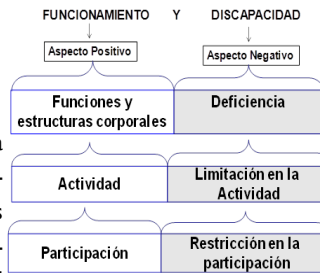 FUNCIONAMIENTO Y DISCAPACIDAD
Aspecto Positivo
Aspecto Negativo
Funciones y
estructuras corporales
Deficiencia
Actividad
Limitación en la
Actividad
Participación
Restricción en la
participación